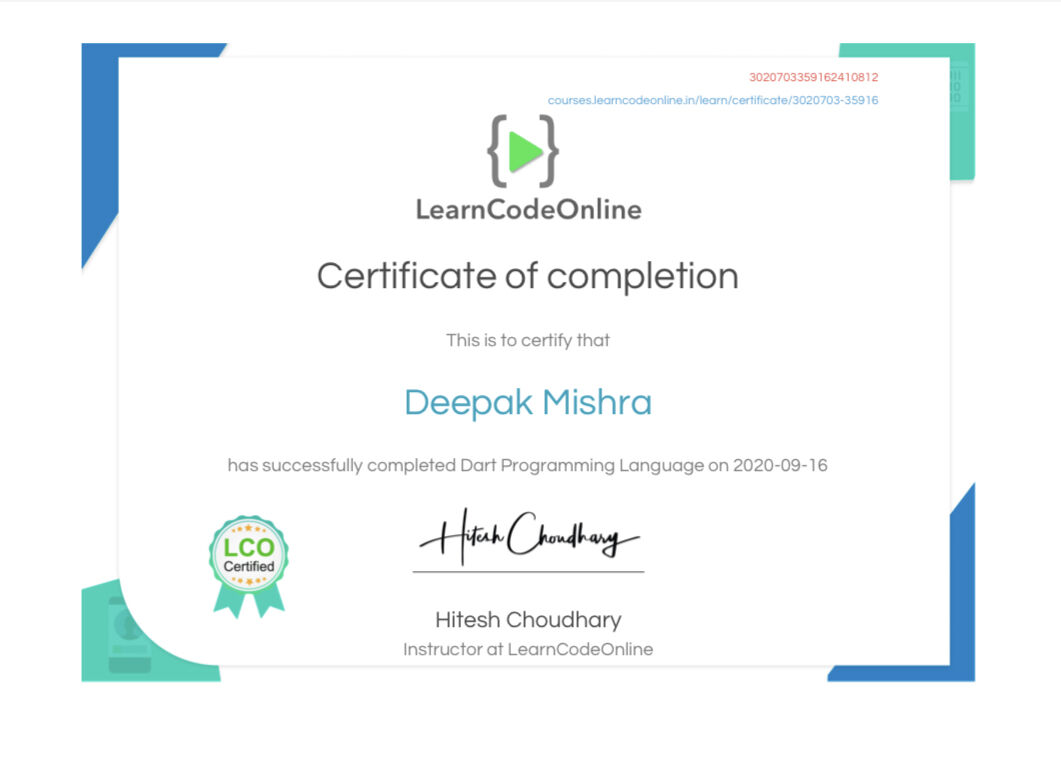 3020703359162410812
courses.learncodeonline.in/learn/certificate/3020703-35916
LearnCodeOnline
Certificate of completion
This is to certify that
Deepak Mishra
has successfully completed Dart Programming Language on 2020-09-16
LCO
Certified
Hitesh Choudhary
Hitesh Choudhary
Instructor at LearnCodeOnline